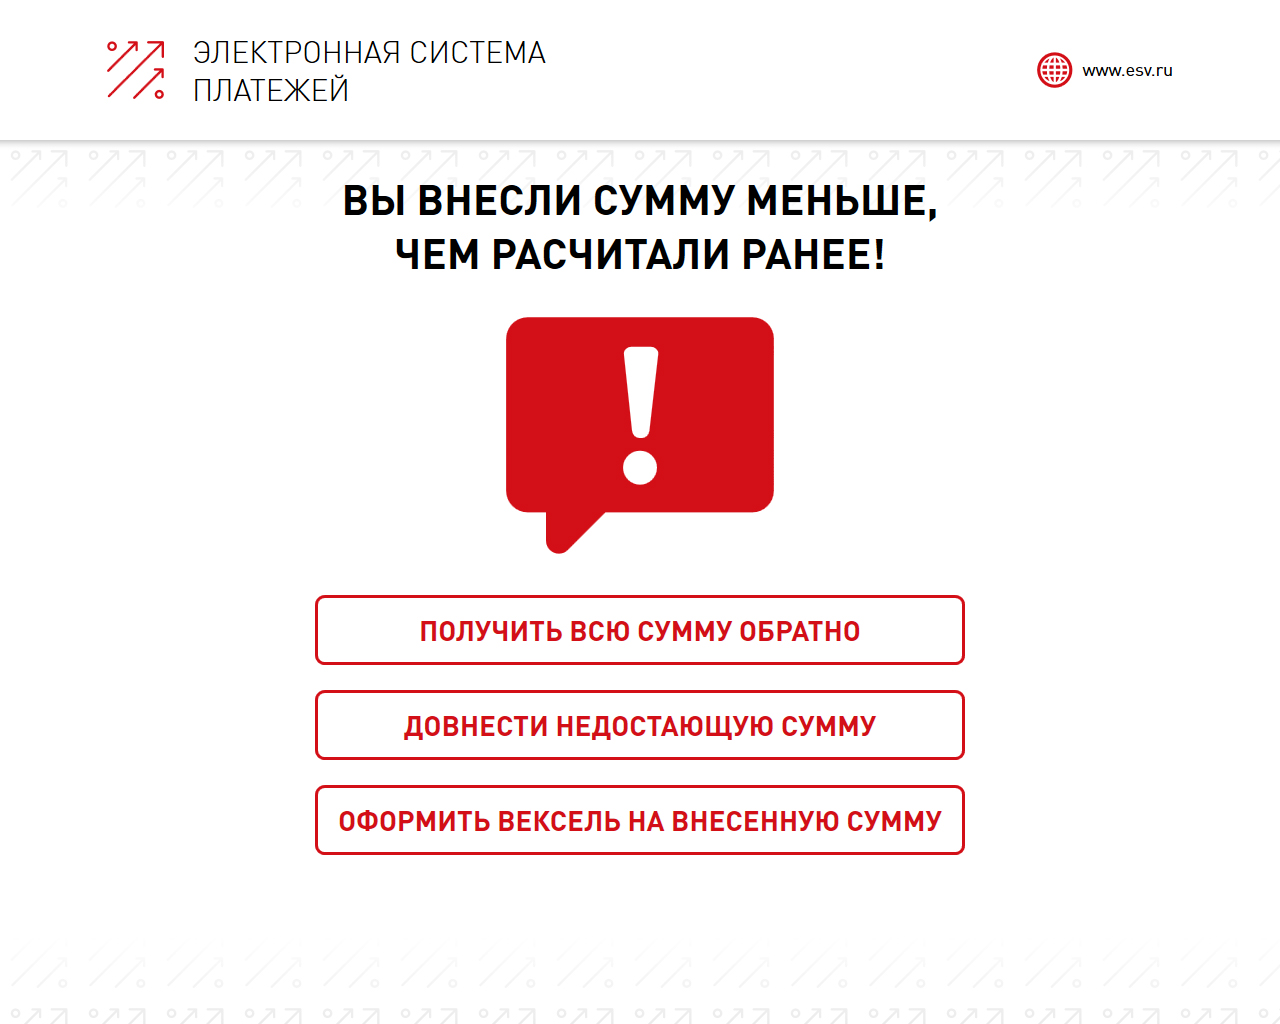 ЭЛЕКТРОННАЯ СИСТЕМА
ПЛАТЕЖЕЙ
www.esv.ru
ВЫ ВНЕСЛИ СУММУ МЕНЬШЕ,
ЧЕМ РАСЧИТАЛИ РАНЕЕ!
ПОЛУЧИТЬ ВСЮ СУММУ ОБРАТНО
ДОВНЕСТИ НЕДОСТАЮЩУЮ СУММУ
ОФОРМИТЬ ВЕКСЕЛЬ НА ВНЕСЕННУЮ СУММУ